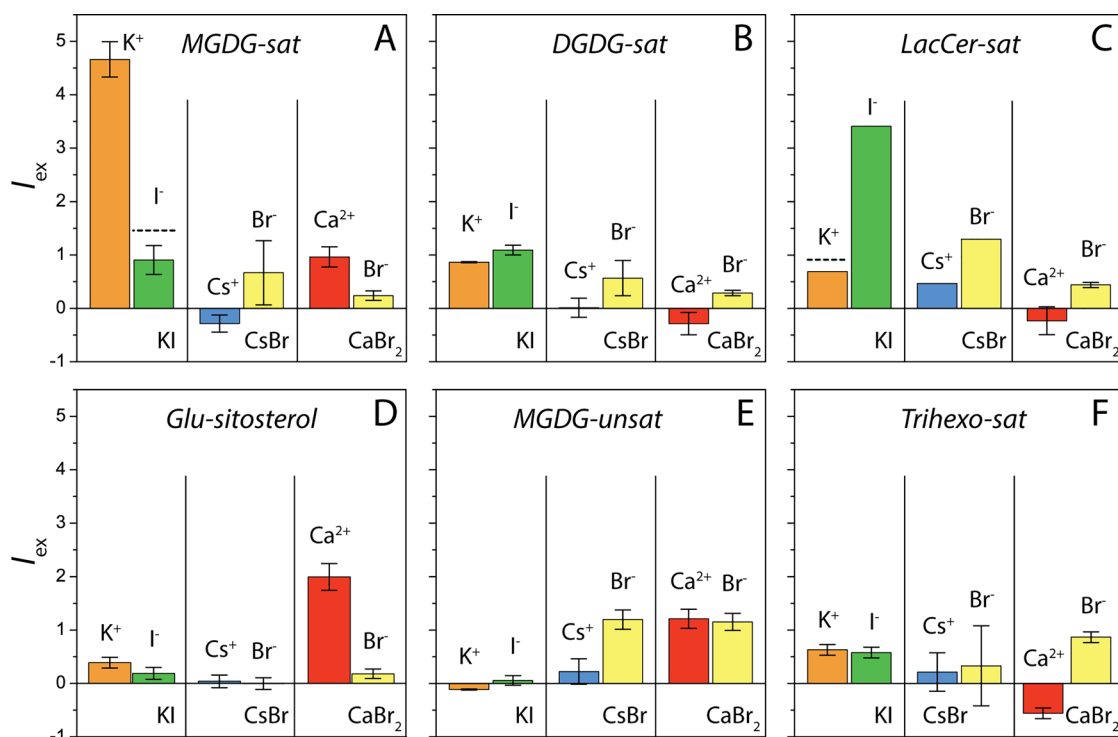 MGDG-sat A
DGDG-sat B
LacCer-sat C
I_ex
5
4
3
2
1
0
-1
K⁺
I⁻
Cs⁺
Br⁻
Ca²⁺
Br⁻
KI
CsBr
CaBr₂
K⁺
I⁻
Cs⁺
Br⁻
Ca²⁺
Br⁻
KI
CsBr
CaBr₂
K⁺
I⁻
Cs⁺
Br⁻
Ca²⁺
Br⁻
KI
CsBr
CaBr₂
Glu-sitosterol D
MGDG-unsat E
Trihexo-sat F
I_ex
5
4
3
2
1
0
-1
K⁺
I⁻
Cs⁺
Br⁻
Ca²⁺
Br⁻
KI
CsBr
CaBr₂
K⁺
I⁻
Cs⁺
Br⁻
Ca²⁺
Br⁻
KI
CsBr
CaBr₂
K⁺
I⁻
Cs⁺
Br⁻
Ca²⁺
Br⁻
KI
CsBr
CaBr₂